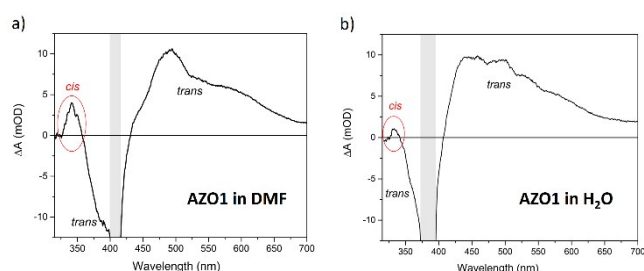 a)
10
5
0
-5
-10
ΔA (mOD)
cis
trans
trans
AZO1 in DMF
350 400 450 500 550 600 650 700
Wavelength (nm)
b)
10
5
0
-5
-10
ΔA (mOD)
cis
trans
trans
AZO1 in H₂O
350 400 450 500 550 600 650 700
Wavelength (nm)